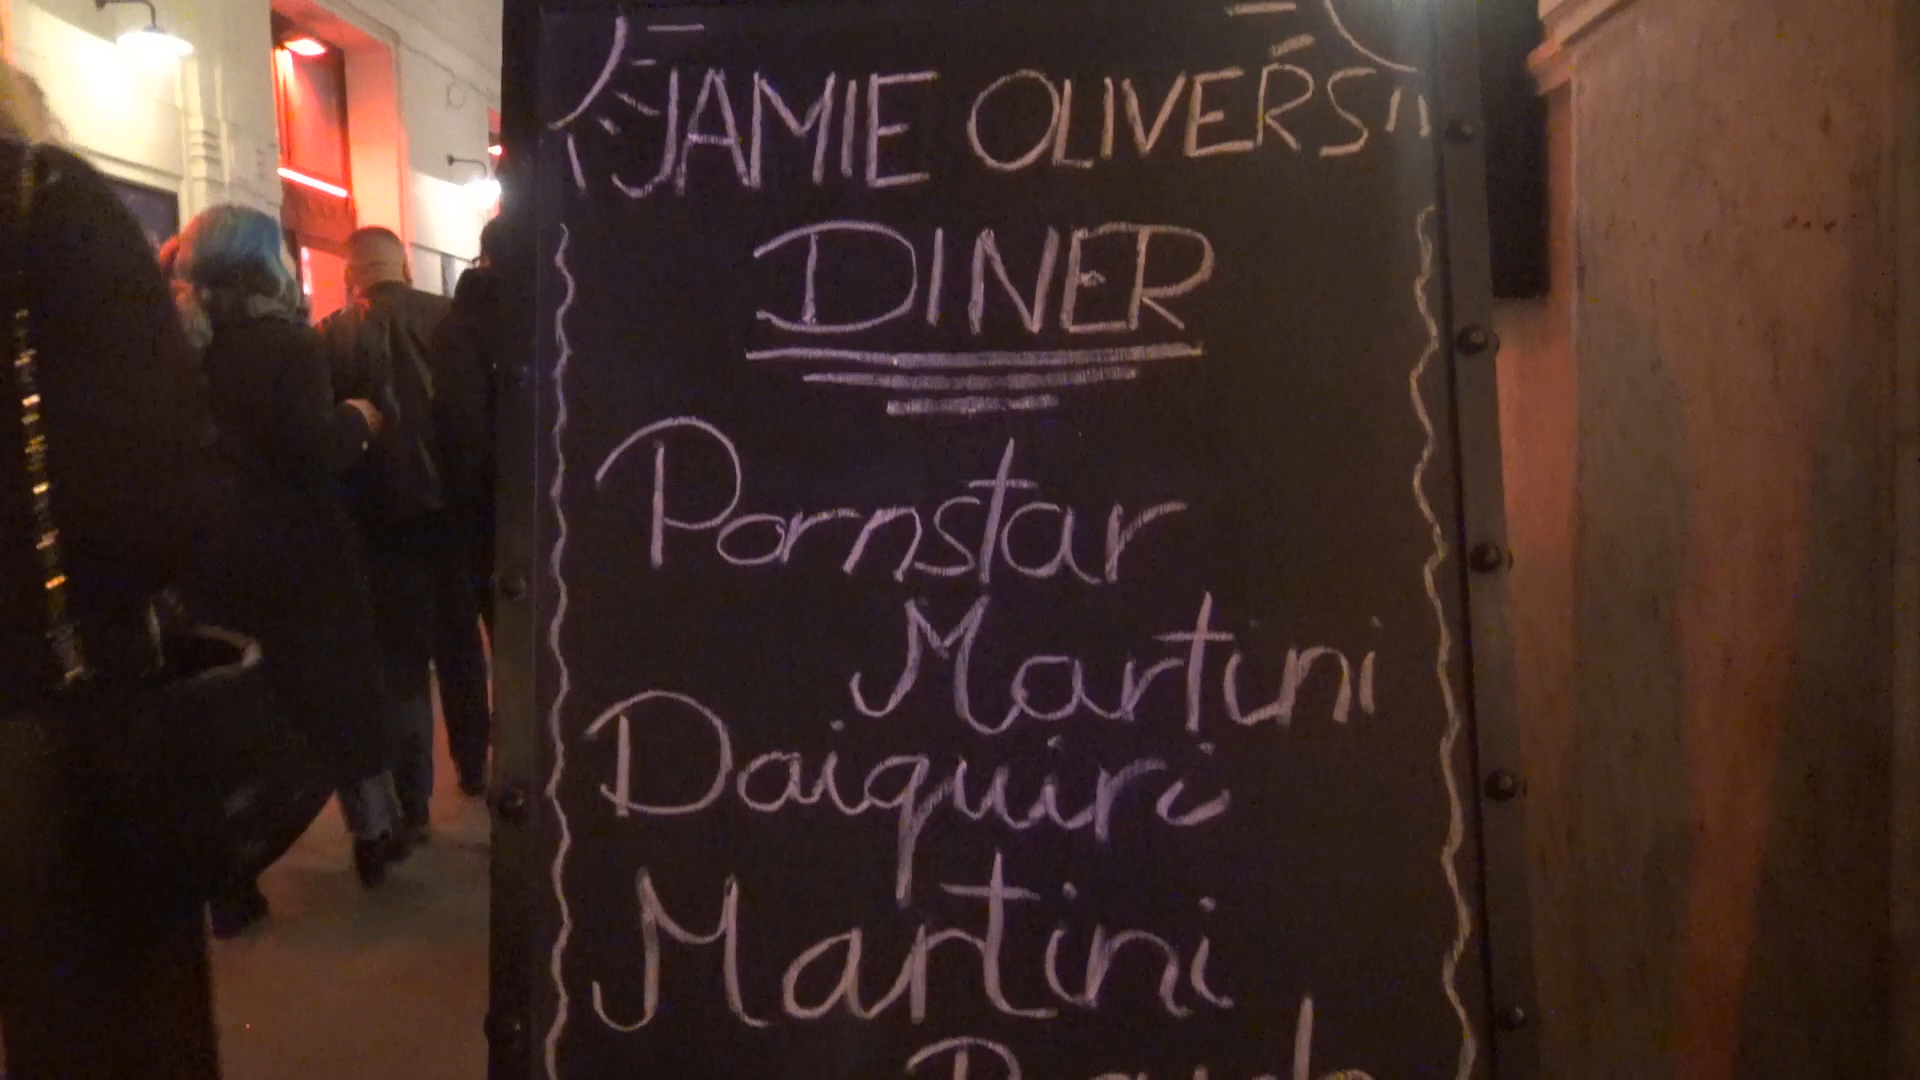 JAMIE OLIVERS"
DINER
Pornstar
Martini
Daiquiri
Martini